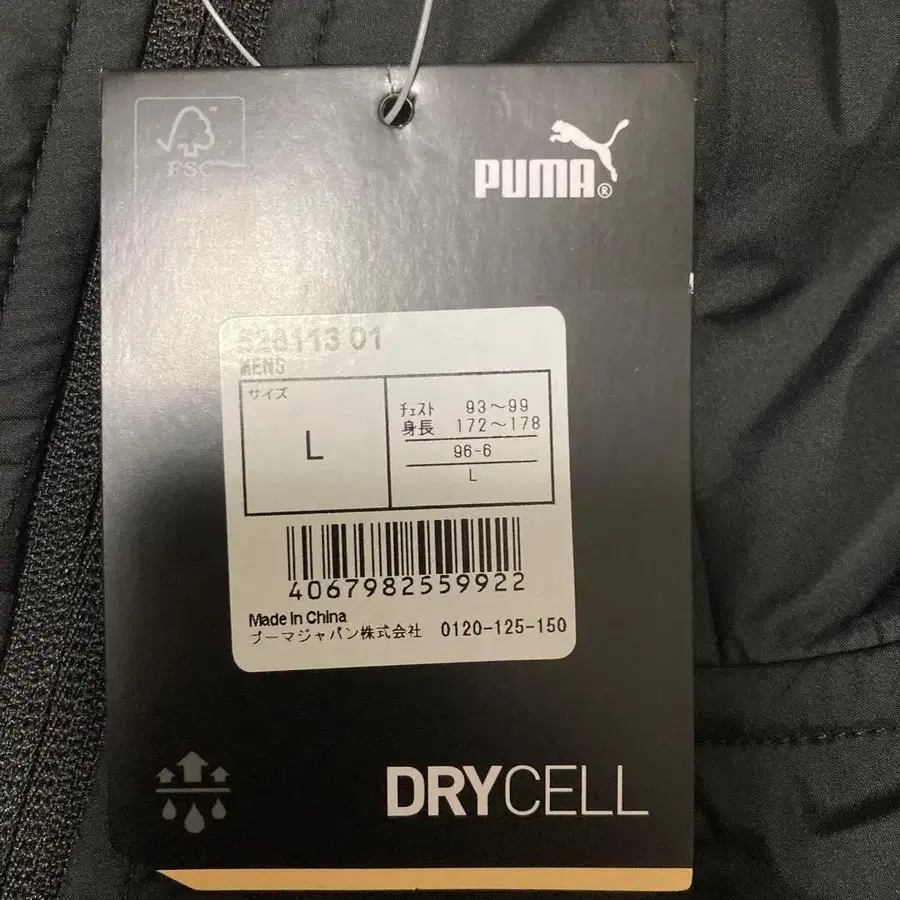 FSC
PUMA®
528113 01
MENS
サイズ
L
チェスト 93～99
身長 172～178
96-6
L
4067982559922
Made in China
プーマジャパン株式会社 0120-125-150
DRYCELL